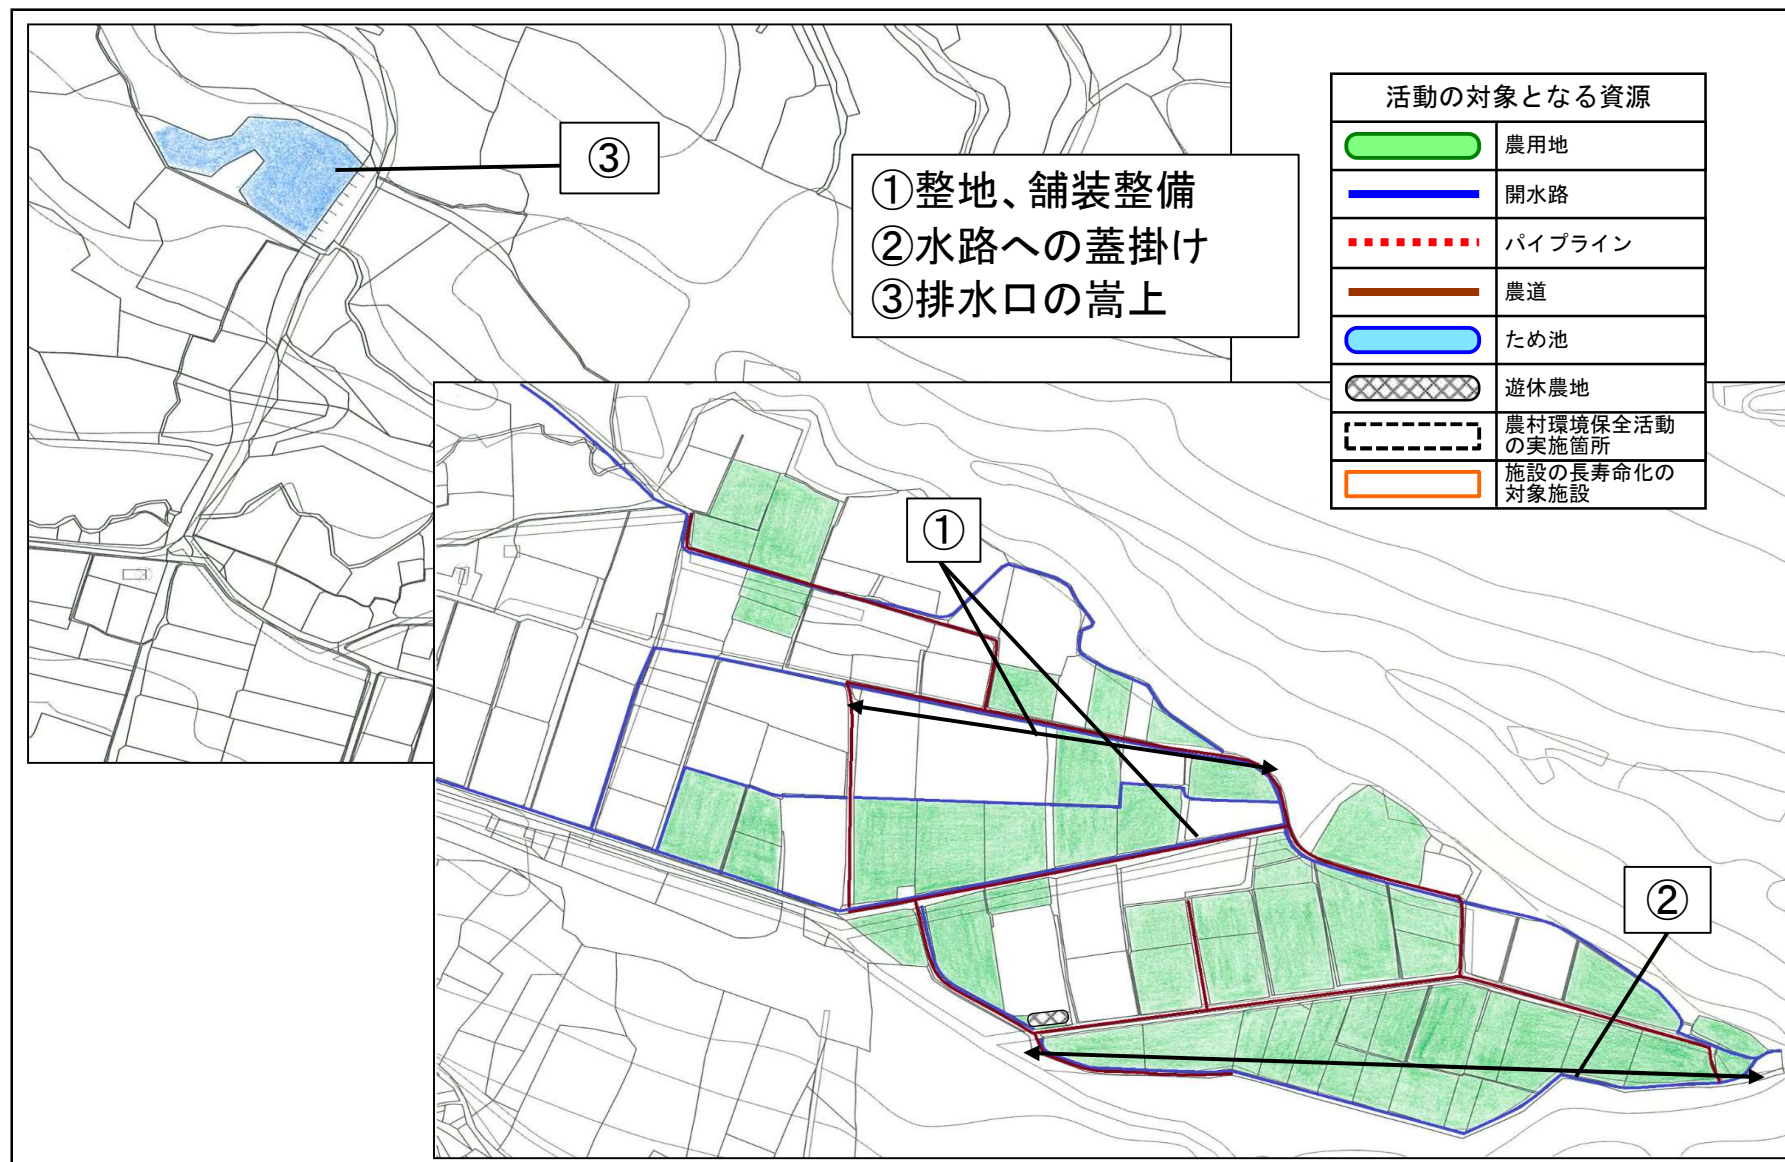 ③
①整地、舗装整備
②水路への蓋掛け
③排水口の嵩上
活動の対象となる資源
農用地
開水路
パイプライン
農道
ため池
遊休農地
農村環境保全活動
の実施箇所
施設の長寿命化の
対象施設
①
②